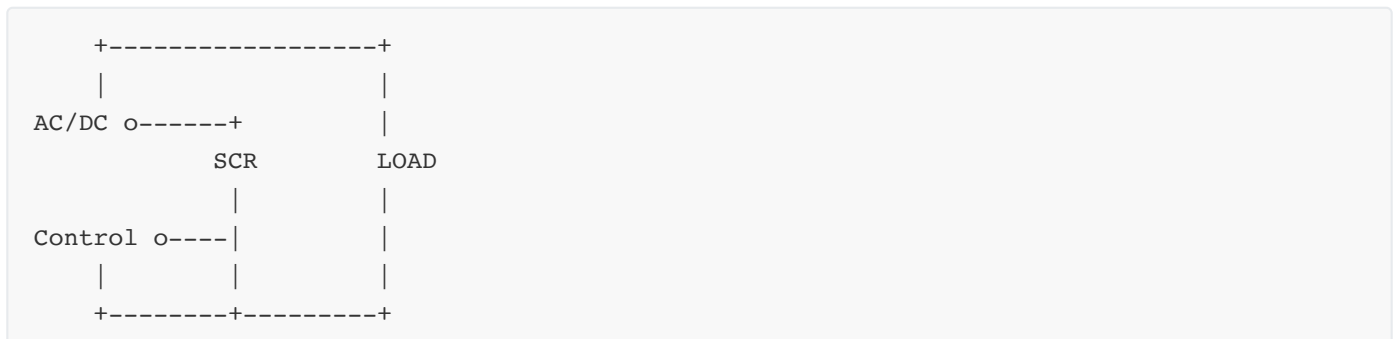 +------------------+
    |                  |
AC/DC o------+         |
            SCR        LOAD
             |         |
Control o----|         |
    |        |         |
    +--------+---------+